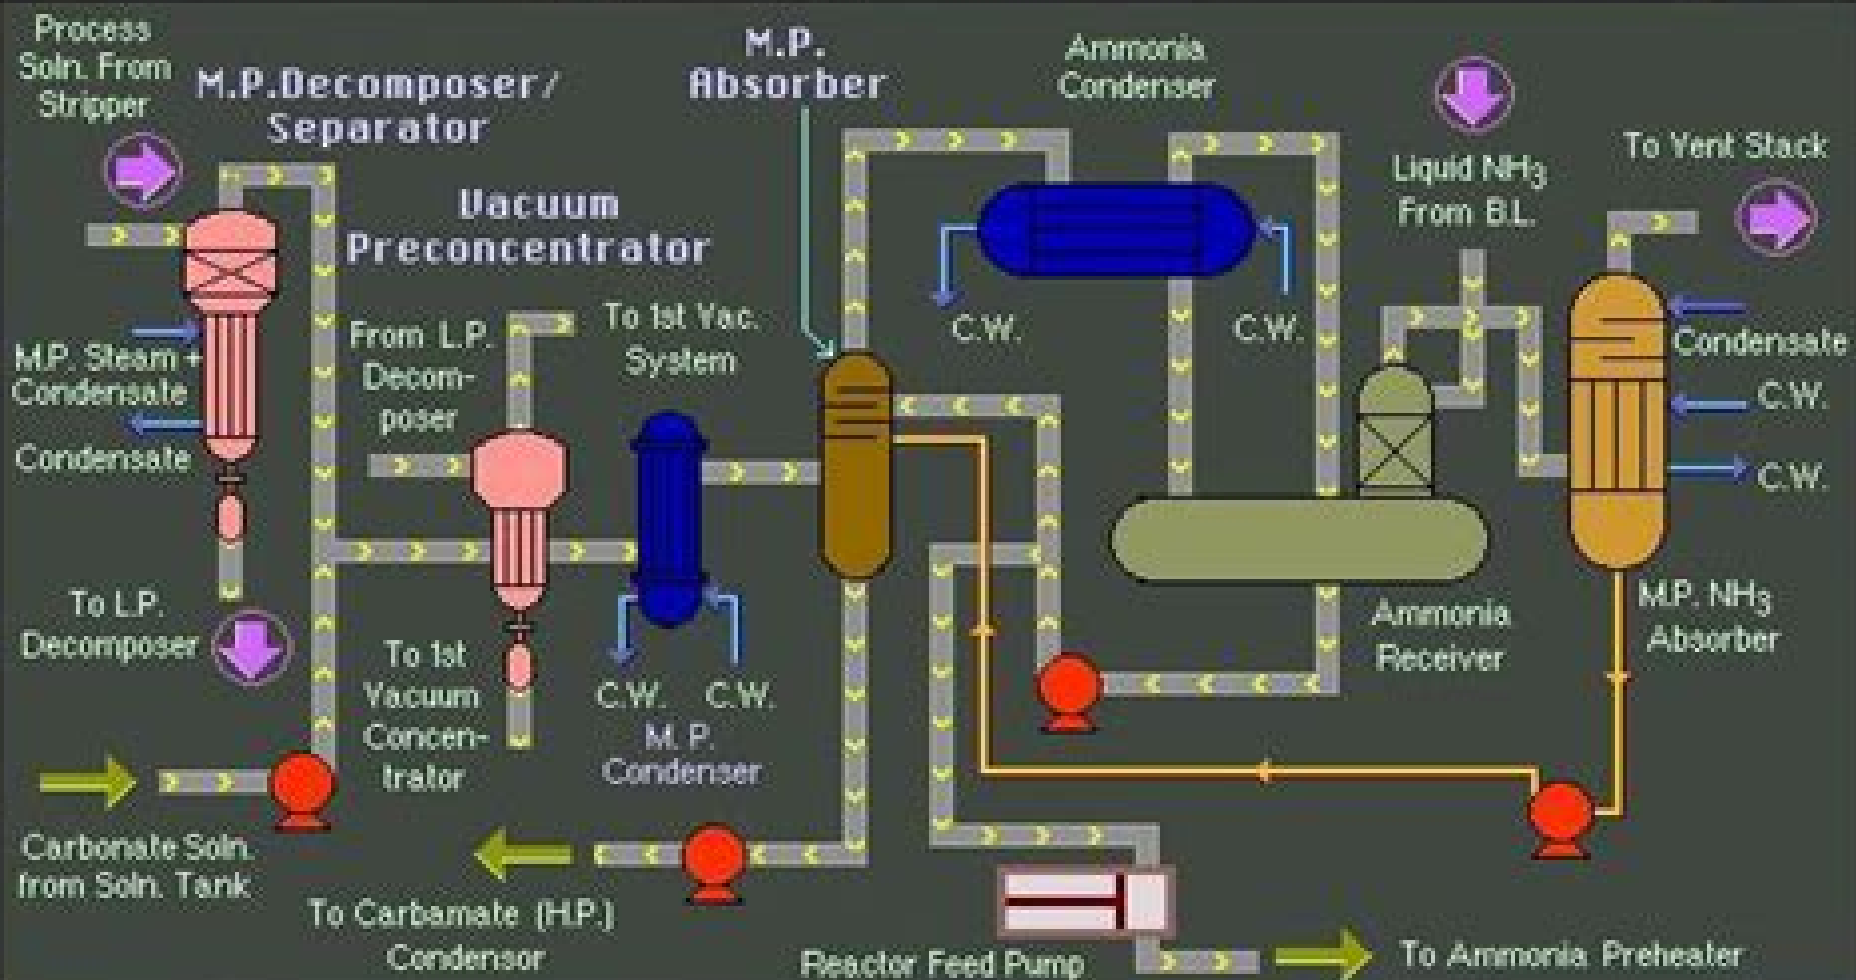 Process
Soln. From
Stripper
M.P.Decomposer/
Separator
M.P.
Absorber
Ammonia
Condenser
Liquid NH3
From B.L.
To Vent Stack
Vacuum
Preconcentrator
From L.P.
Decom-
poser
To 1st Vac.
System
C.W.
C.W.
M.P. Steam +
Condensate
Condensate
Condensate
C.W.
C.W.
To L.P.
Decomposer
To 1st
Vacuum
Concen-
trator
C.W.
C.W.
M. P.
Condenser
Ammonia
Receiver
M.P. NH3
Absorber
Carbonate Soln.
from Soln. Tank
To Carbamate (H.P.)
Condensor
Reactor Feed Pump
To Ammonia Preheater